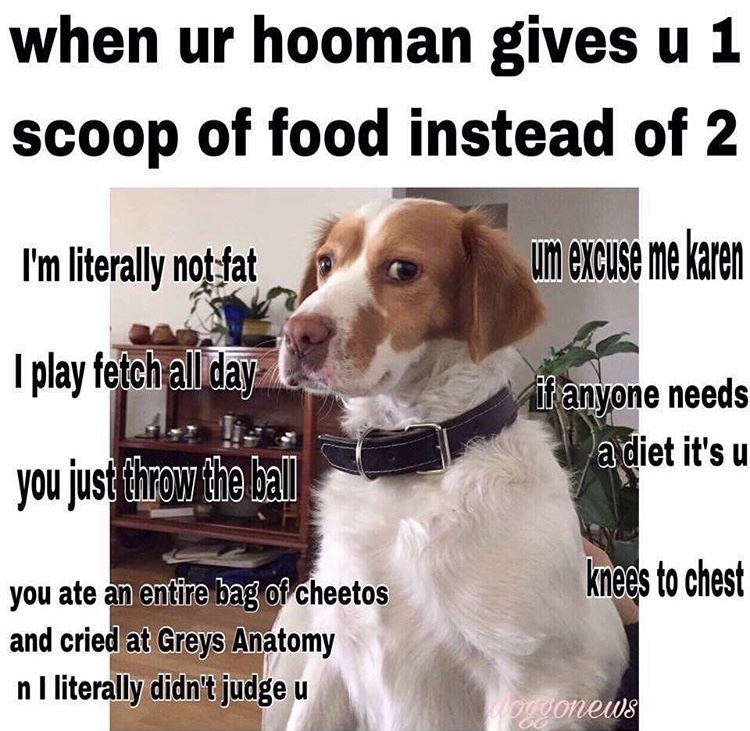 when ur hooman gives u 1
scoop of food instead of 2
I'm literally not fat
um excuse me karen
I play fetch all day
if anyone needs
a diet it's u
you just throw the ball
knees to chest
you ate an entire bag of cheetos
and cried at Greys Anatomy
n I literally didn't judge u
doggonews